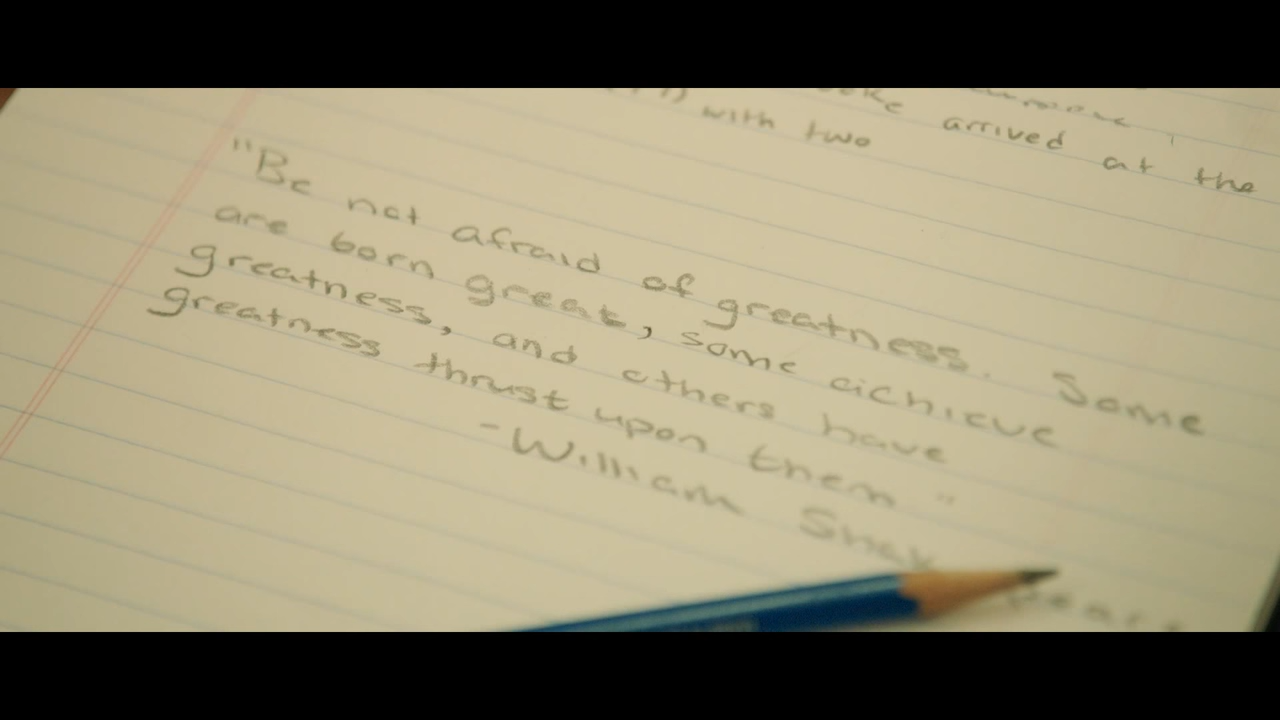 arrived at the
with two
"Be not afraid of greatness. Some
are born great, some achieve
greatness, and others have
greatness thrust upon them"
-William Shakespeare